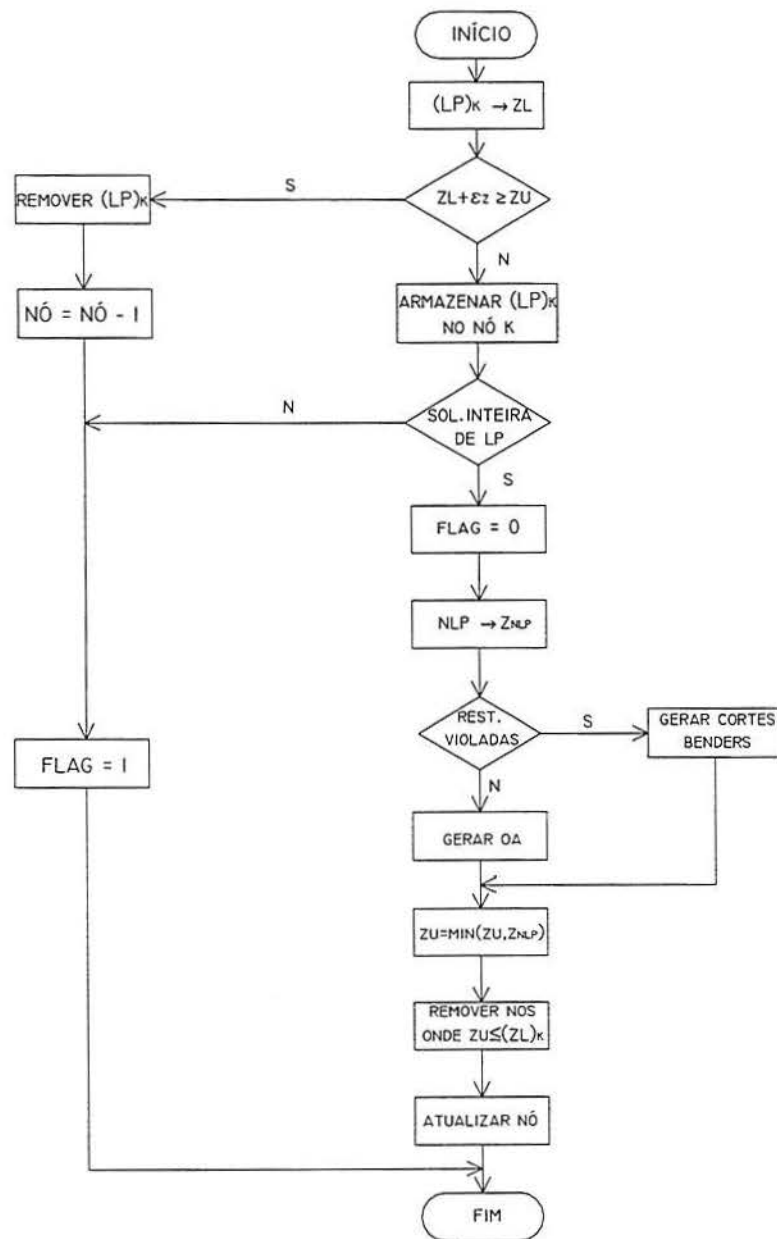 INÍCIO
(LP)K → ZL
S
REMOVER (LP)K
ZL+εz ≥ ZU
N
NÓ = NÓ - 1
ARMAZENAR (LP)K
NO NÓ K
N
SOL.INTEIRA
DE LP
S
FLAG = 0
NLP → ZNLP
REST.
VIOLADAS
S
GERAR CORTES
BENDERS
FLAG = 1
N
GERAR OA
ZU=MIN(ZU,ZNLP)
REMOVER NOS
ONDE ZU≤(ZL)K
ATUALIZAR NÓ
FIM